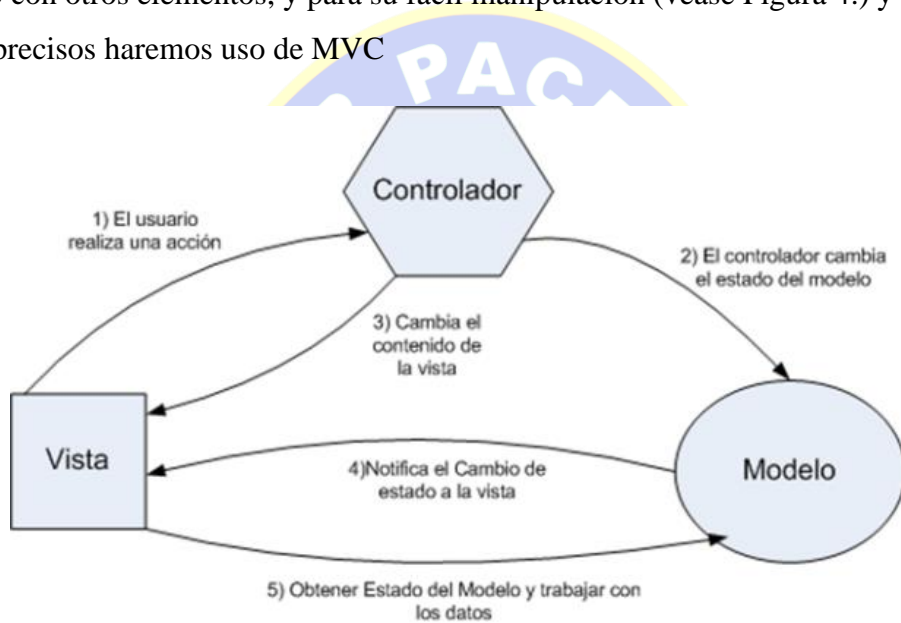 con otros elementos, y para su fácil manipulación (véase Figura 4.) y
precisos haremos uso de MVC
PAC
Controlador
1) El usuario
realiza una acción
2) El controlador cambia
el estado del modelo
3) Cambia el
contenido de
la vista
Vista
4)Notifica el Cambio de
estado a la vista
Modelo
5) Obtener Estado del Modelo y trabajar con
los datos